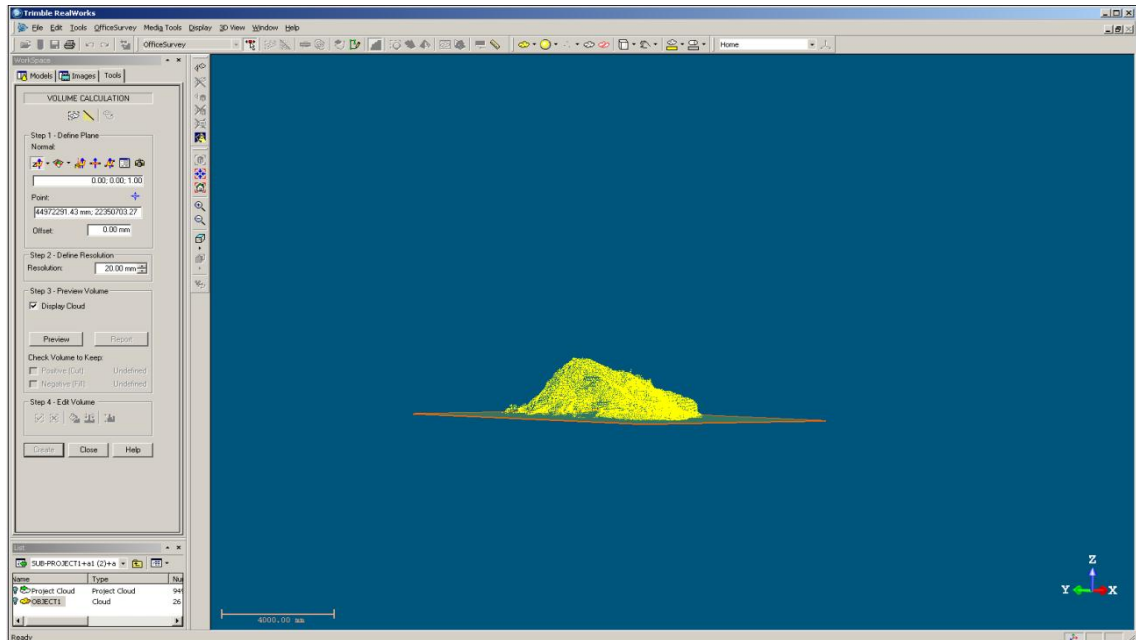 Trimble RealWorks
File Edit Tools OfficeSurvey Media Tools Display 3D View Window Help
OfficeSurvey
Home
WorkSpace
Models Images Tools
VOLUME CALCULATION
Step 1 - Define Plane
Normal:
0.00; 0.00; 1.00
Point:
44972291.43 mm; 22350703.27
Offset: 0.00 mm
Step 2 - Define Resolution
Resolution: 20.00 mm
Step 3 - Preview Volume
Display Cloud
Preview Report
Check Volume to Keep:
Positive (Cut) Undefined
Negative (Fill) Undefined
Step 4 - Edit Volume
Create Close Help
List
SUB-PROJECT1+a1 (2)+a
Name Type Nu
Project Cloud Project Cloud
OBJECT1 Cloud 26
4000.00 mm
Z
Y X
Ready